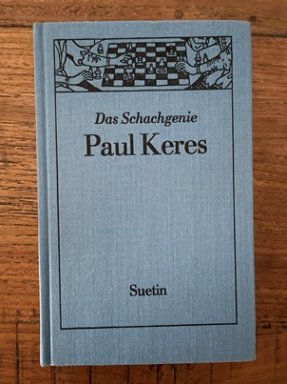 Das Schachgenie
Paul Keres
Suetin